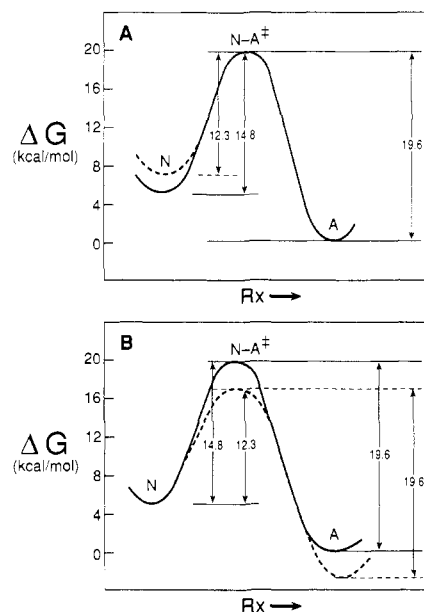 A
N–A‡
20
16
12
8
4
0
ΔG
(kcal/mol)
N
12.3
14.8
19.6
A
Rx →
B
N–A‡
20
16
12
8
4
0
ΔG
(kcal/mol)
N
14.8
12.3
19.6
19.6
A
Rx →